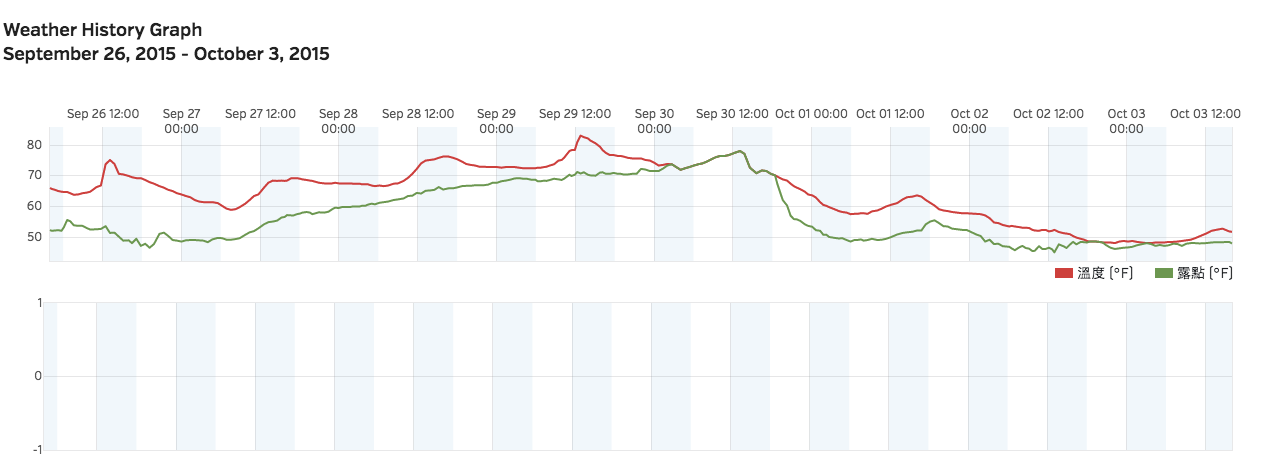 Weather History Graph
September 26, 2015 - October 3, 2015
Sep 26 12:00
Sep 27
00:00
Sep 27 12:00
Sep 28
00:00
Sep 28 12:00
Sep 29
00:00
Sep 29 12:00
Sep 30
00:00
Sep 30 12:00
Oct 01 00:00
Oct 01 12:00
Oct 02
00:00
Oct 02 12:00
Oct 03
00:00
Oct 03 12:00
80
70
60
50
溫度 (°F)
露點 (°F)
1
0
-1